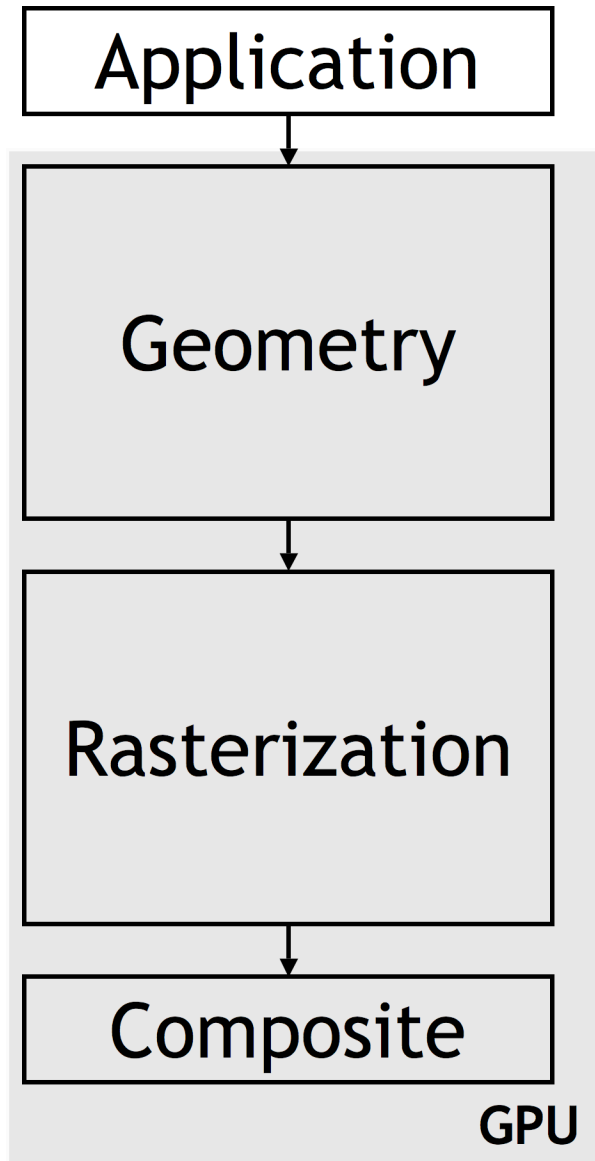 Application
Geometry
Rasterization
Composite
GPU